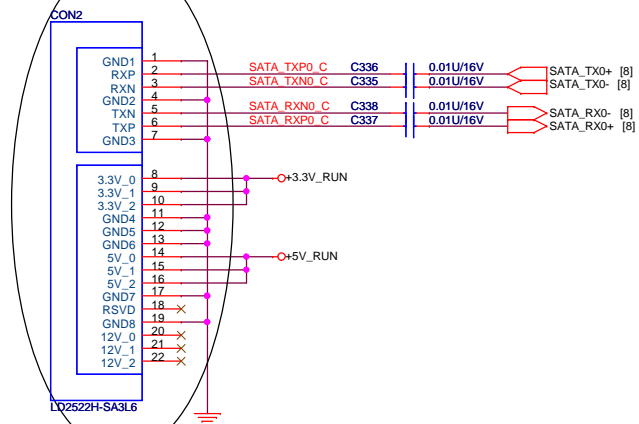 CON2
GND1 1
RXP 2 SATA_TXP0_C C336 0.01U/16V SATA_TX0+ [8]
RXN 3 SATA_TXN0_C C335 0.01U/16V SATA_TX0- [8]
GND2 4
TXN 5 SATA_RXN0_C C338 0.01U/16V SATA_RX0- [8]
TXP 6 SATA_RXP0_C C337 0.01U/16V SATA_RX0+ [8]
GND3 7
3.3V_0 8 +3.3V_RUN
3.3V_1 9
3.3V_2 10
GND4 11
GND5 12
GND6 13
5V_0 14 +5V_RUN
5V_1 15
5V_2 16
GND7 17
RSVD 18
GND8 19
12V_0 20
12V_1 21
12V_2 22
LD2522H-SA3L6